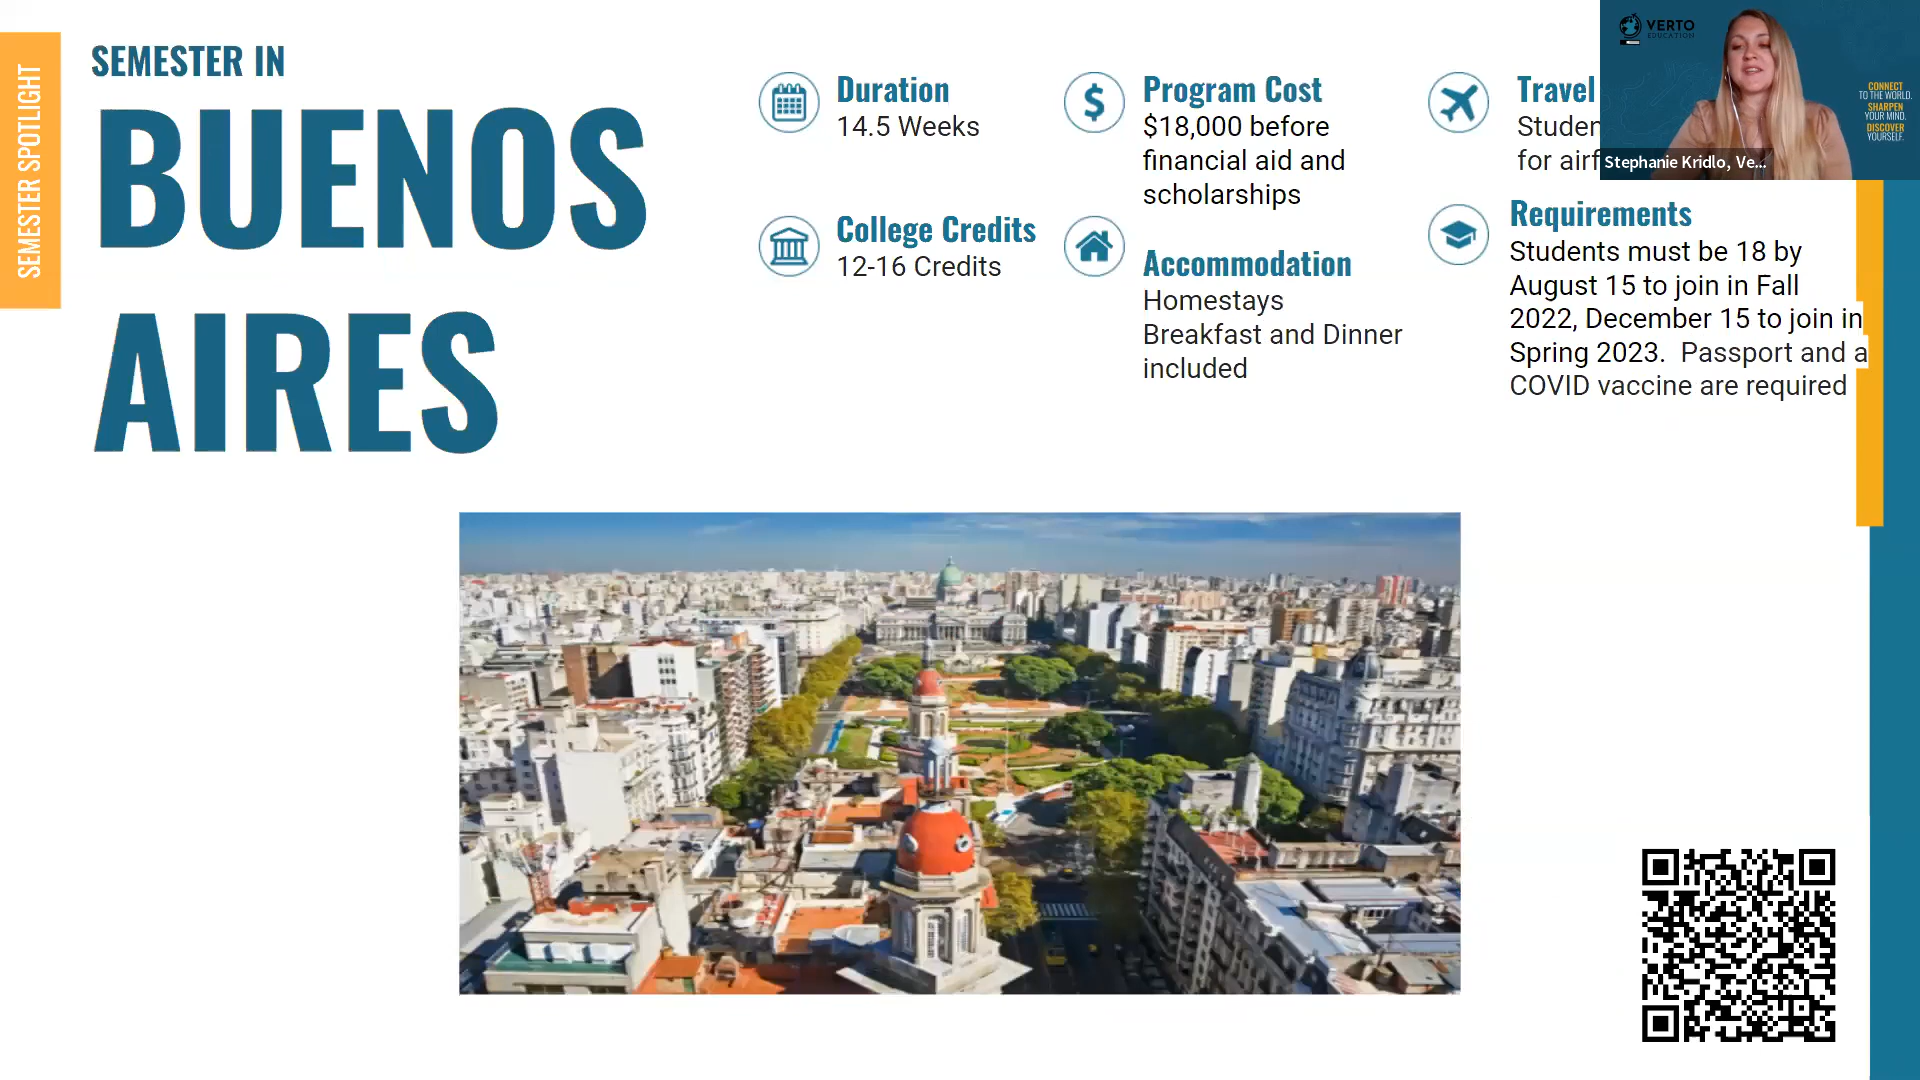 SEMESTER SPOTLIGHT
SEMESTER IN
BUENOS
AIRES
Duration
14.5 Weeks
College Credits
12-16 Credits
Program Cost
$18,000 before
financial aid and
scholarships
Accommodation
Homestays
Breakfast and Dinner
included
Travel
for
Requirements
Students must be 18 by
August 15 to join in Fall
2022, December 15 to join in
Spring 2023. Passport and a
COVID vaccine are required
VERTO
EDUCATION
CONNECT
TO THE WORLD.
SHARPEN
YOUR MIND.
DISCOVER
YOURSELF.
Stephanie Kridlo, Ve...